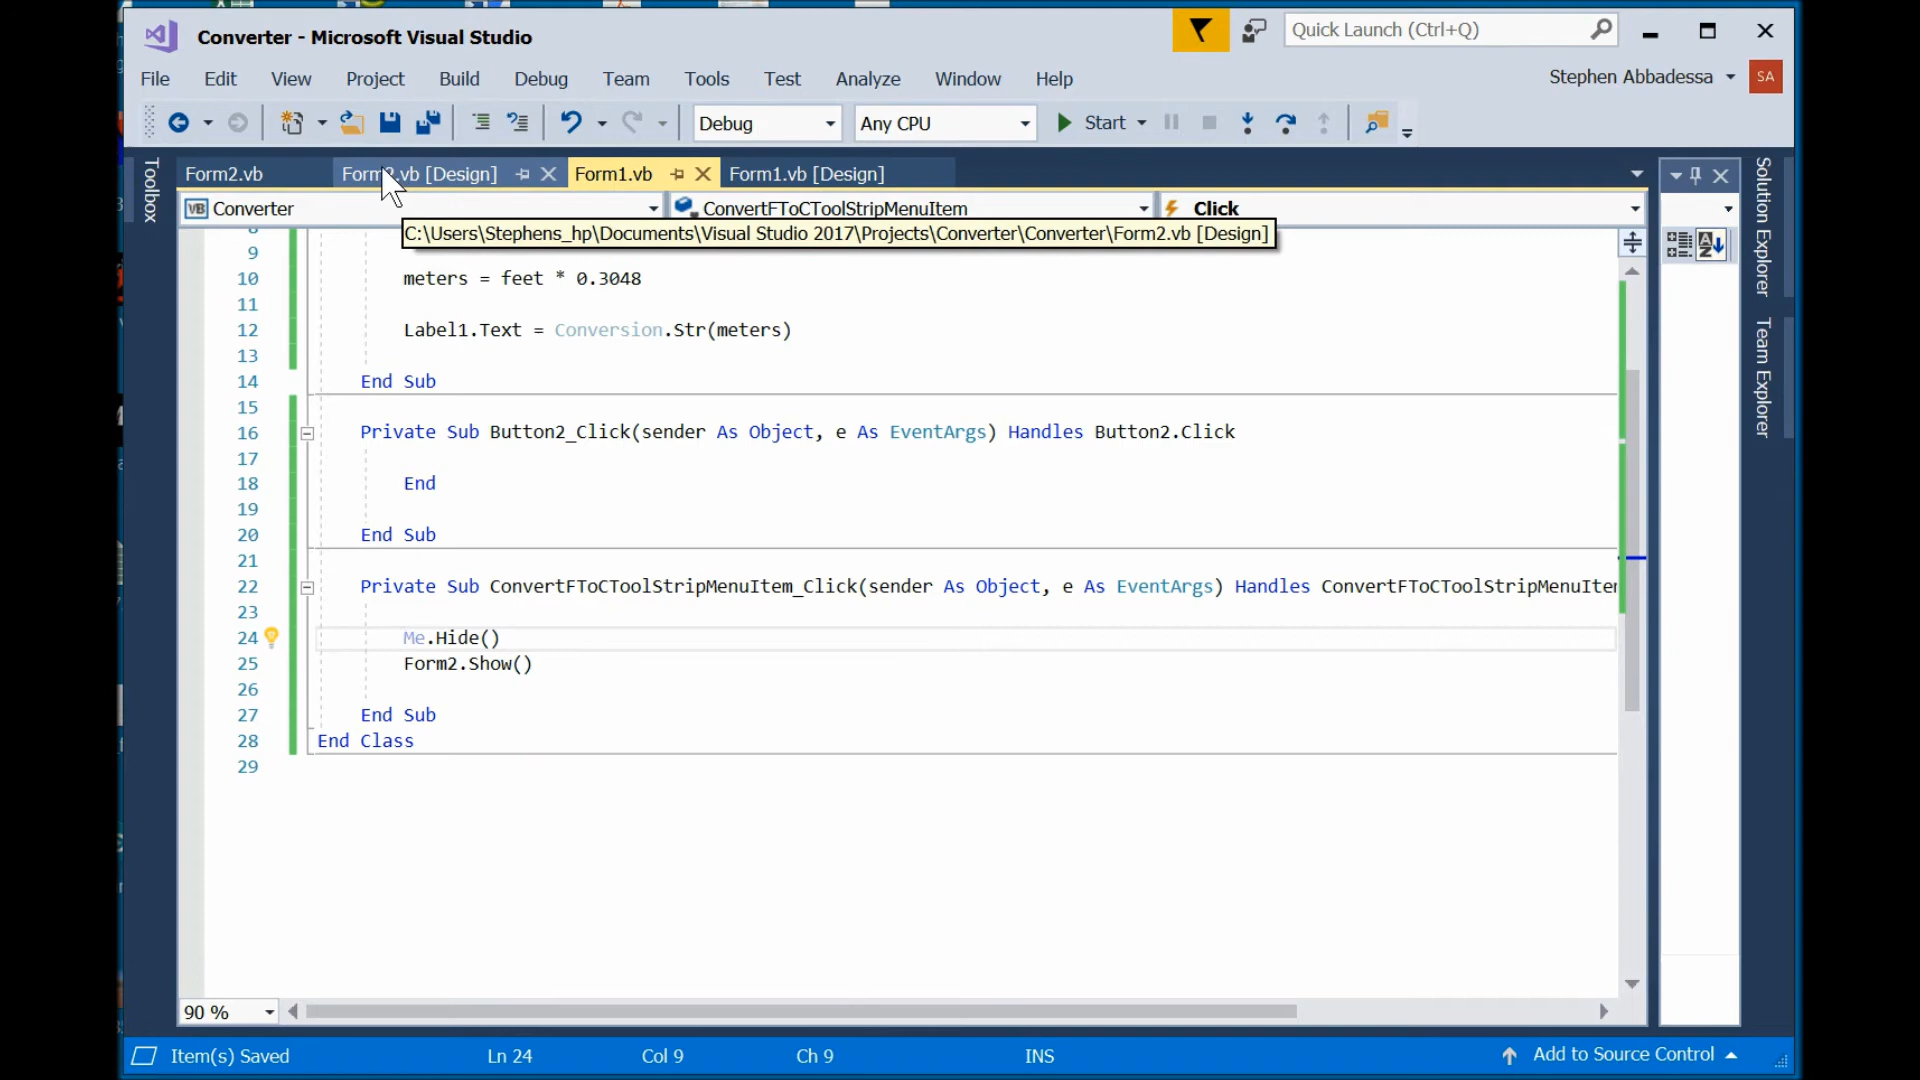 Converter - Microsoft Visual Studio
Quick Launch (Ctrl+Q)
File Edit View Project Build Debug Team Tools Test Analyze Window Help
Stephen Abbadessa
SA
Debug
Any CPU
Start
Toolbox
Form2.vb
Form2.vb [Design]
Form1.vb
Form1.vb [Design]
VB Converter
ConvertFToCToolStripMenuItem
Click
C:\Users\Stephens_hp\Documents\Visual Studio 2017\Projects\Converter\Converter\Form2.vb [Design]
Solution Explorer
Team Explorer
9
10 meters = feet * 0.3048
11
12 Label1.Text = Conversion.Str(meters)
13
14 End Sub
15
16 Private Sub Button2_Click(sender As Object, e As EventArgs) Handles Button2.Click
17
18 End
19
20 End Sub
21
22 Private Sub ConvertFToCToolStripMenuItem_Click(sender As Object, e As EventArgs) Handles ConvertFToCToolStripMenuIte
23
24 Me.Hide()
25 Form2.Show()
26
27 End Sub
28 End Class
29
90 %
Item(s) Saved
Ln 24
Col 9
Ch 9
INS
Add to Source Control